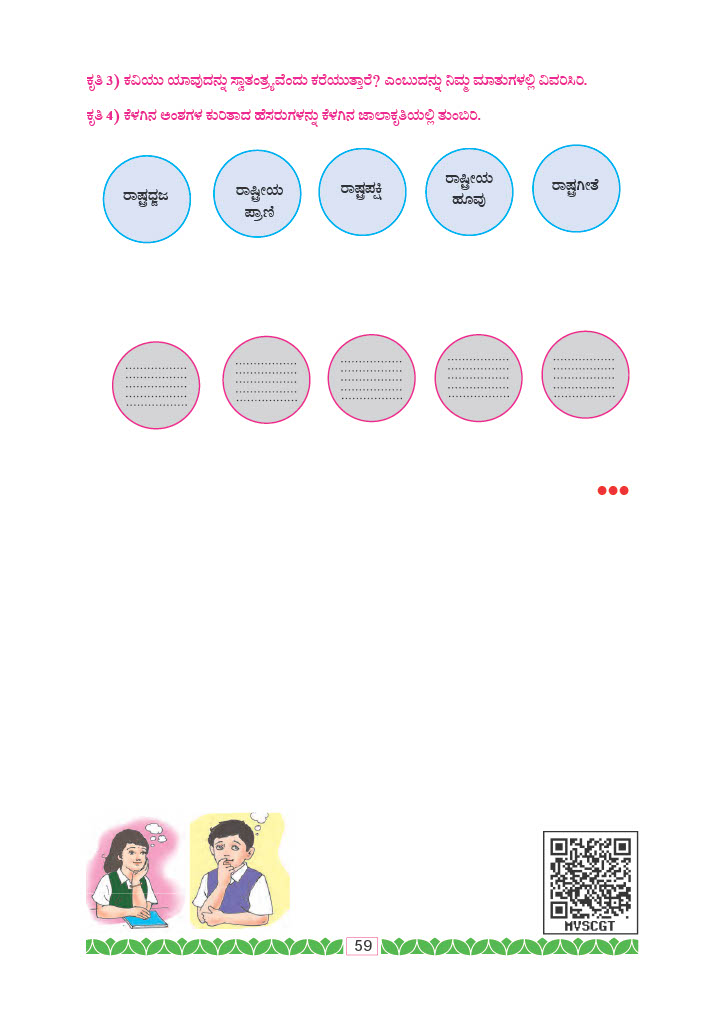 ಕೃತಿ 3) ಕವಿಯು ಯಾವುದನ್ನು ಸ್ವಾತಂತ್ರ್ಯವೆಂದು ಕರೆಯುತ್ತಾರೆ? ಎಂಬುದನ್ನು ನಿಮ್ಮ ಮಾತುಗಳಲ್ಲಿ ವಿವರಿಸಿರಿ.
ಕೃತಿ 4) ಕೆಳಗಿನ ಅಂಶಗಳ ಕುರಿತಾದ ಹೆಸರುಗಳನ್ನು ಕೆಳಗಿನ ಜಾಲಾಕೃತಿಯಲ್ಲಿ ತುಂಬಿರಿ.
ರಾಷ್ಟ್ರದ್ವಜ
ರಾಷ್ಟ್ರೀಯ
ಪ್ರಾಣಿ
ರಾಷ್ಟ್ರಪಕ್ಷಿ
ರಾಷ್ಟ್ರೀಯ
ಹೂವು
ರಾಷ್ಟ್ರಗೀತೆ
MVSCGT
59